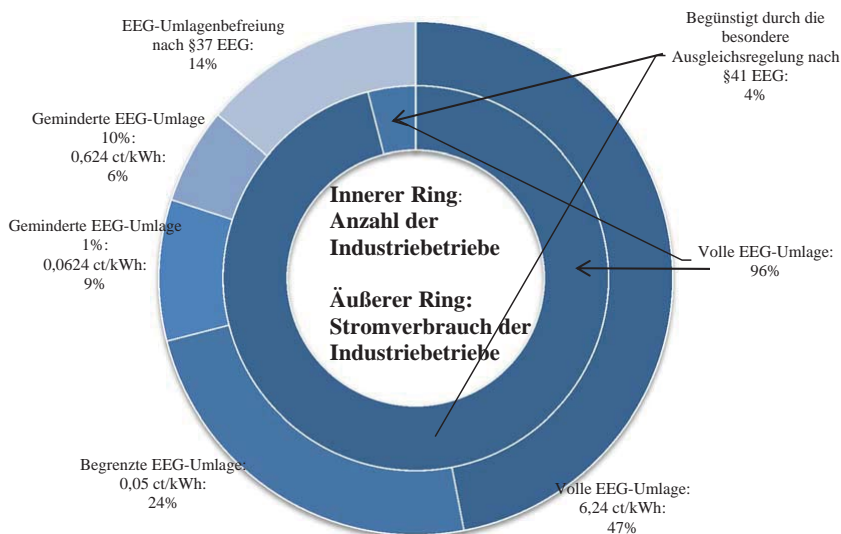 EEG-Umlagenbefreiung
nach §37 EEG:
14%
Begünstigt durch die
besondere
Ausgleichsregelung nach
§41 EEG:
4%
Geminderte EEG-Umlage
10%:
0,624 ct/kWh:
6%
Geminderte EEG-Umlage
1%:
0,0624 ct/kWh:
9%
Innerer Ring:
Anzahl der
Industriebetriebe
Äußerer Ring:
Stromverbrauch der
Industriebetriebe
Volle EEG-Umlage:
96%
Begrenzte EEG-Umlage:
0,05 ct/kWh:
24%
Volle EEG-Umlage:
6,24 ct/kWh:
47%